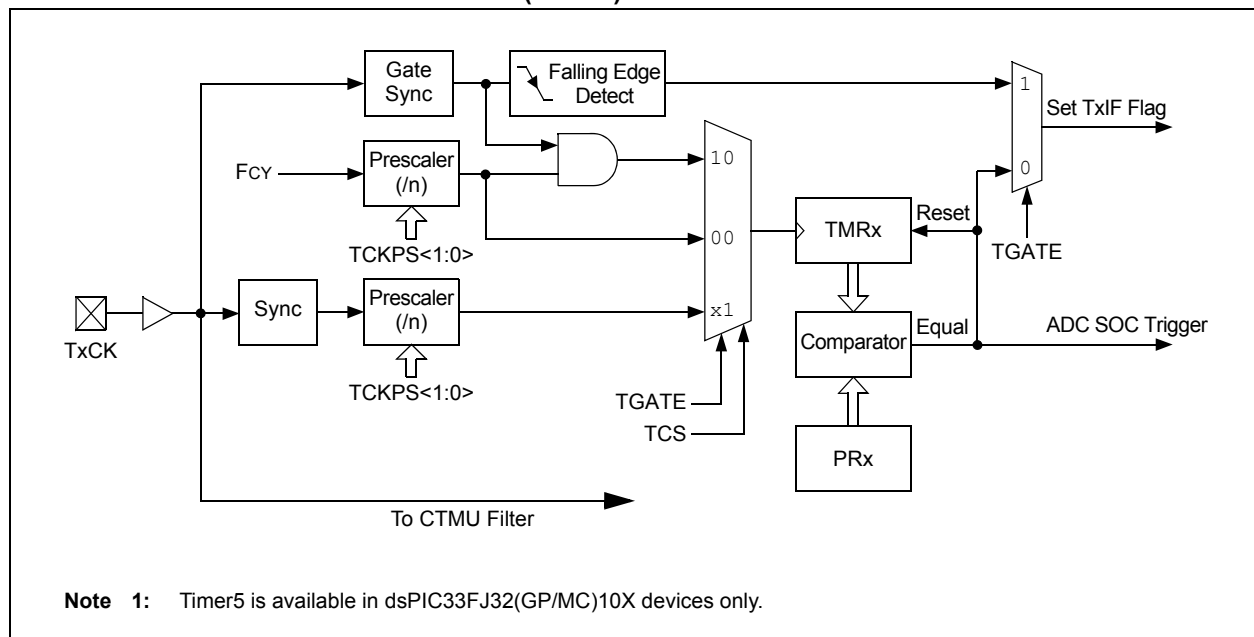 Gate
Sync
Falling Edge
Detect
1
Set TxIF Flag
0
TGATE
FCY
Prescaler
(/n)
TCKPS<1:0>
10
00
x1
TMRx
Reset
TxCK
Sync
Prescaler
(/n)
TCKPS<1:0>
Comparator
Equal
ADC SOC Trigger
TGATE
TCS
PRx
To CTMU Filter
Note 1: Timer5 is available in dsPIC33FJ32(GP/MC)10X devices only.